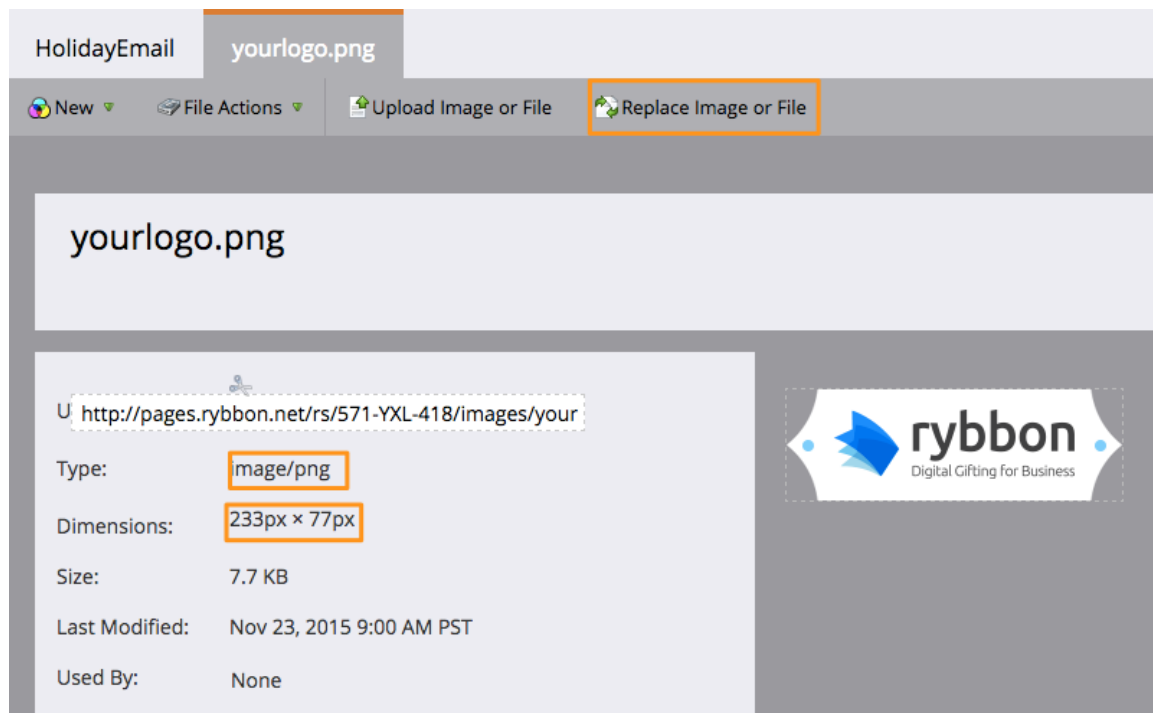 HolidayEmail yourlogo.png
New File Actions Upload Image or File Replace Image or File
yourlogo.png
U http://pages.rybbon.net/rs/571-YXL-418/images/your
Type: image/png
Dimensions: 233px × 77px
Size: 7.7 KB
Last Modified: Nov 23, 2015 9:00 AM PST
Used By: None
rybbon
Digital Gifting for Business